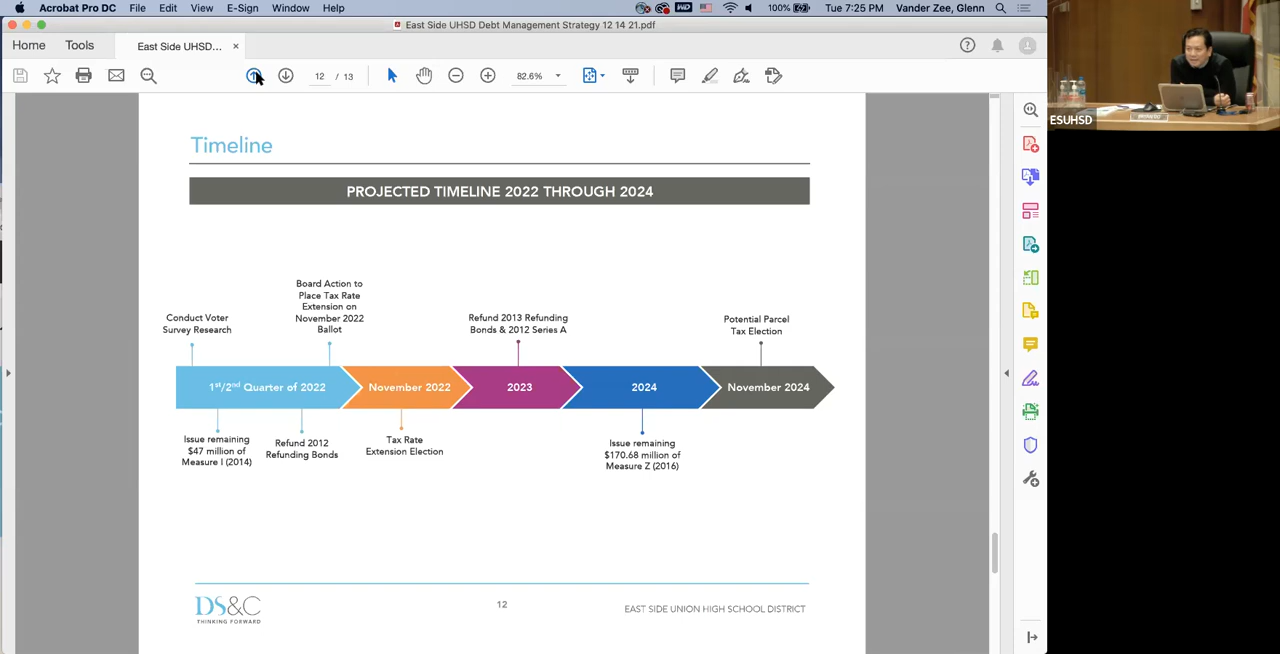 Acrobat Pro DC File Edit View E-Sign Window Help 100% Tue 7:25 PM Vander Zee, Glenn
East Side UHSD Debt Management Strategy 12 14 21.pdf
Home Tools East Side UHSD... ×
12 / 13 82.6%
ESUHSD
Timeline
PROJECTED TIMELINE 2022 THROUGH 2024
Conduct Voter
Survey Research
Board Action to
Place Tax Rate
Extension on
November 2022
Ballot
Refund 2013 Refunding
Bonds & 2012 Series A
Potential Parcel
Tax Election
1st/2nd Quarter of 2022 November 2022 2023 2024 November 2024
Issue remaining
$47 million of
Measure I (2014)
Refund 2012
Refunding Bonds
Tax Rate
Extension Election
Issue remaining
$170.68 million of
Measure Z (2016)
DS&C
THINKING FORWARD
12
EAST SIDE UNION HIGH SCHOOL DISTRICT